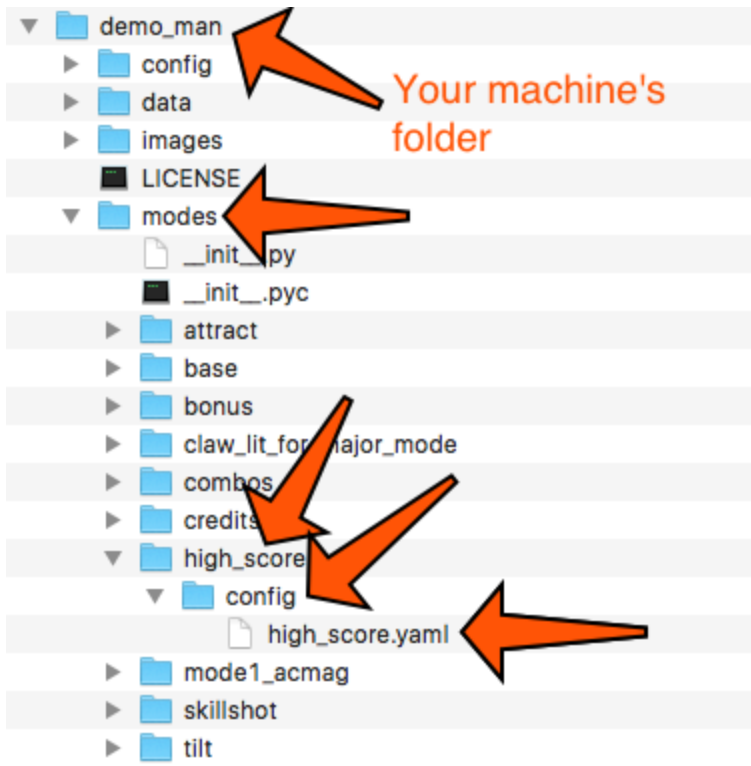 demo_man
config
Your machine's
data
folder
images
LICENSE
modes
__init__.py
__init__.pyc
attract
base
bonus
claw_lit_for_major_mode
combos
credits
high_score
config
high_score.yaml
mode1_acmag
skillshot
tilt